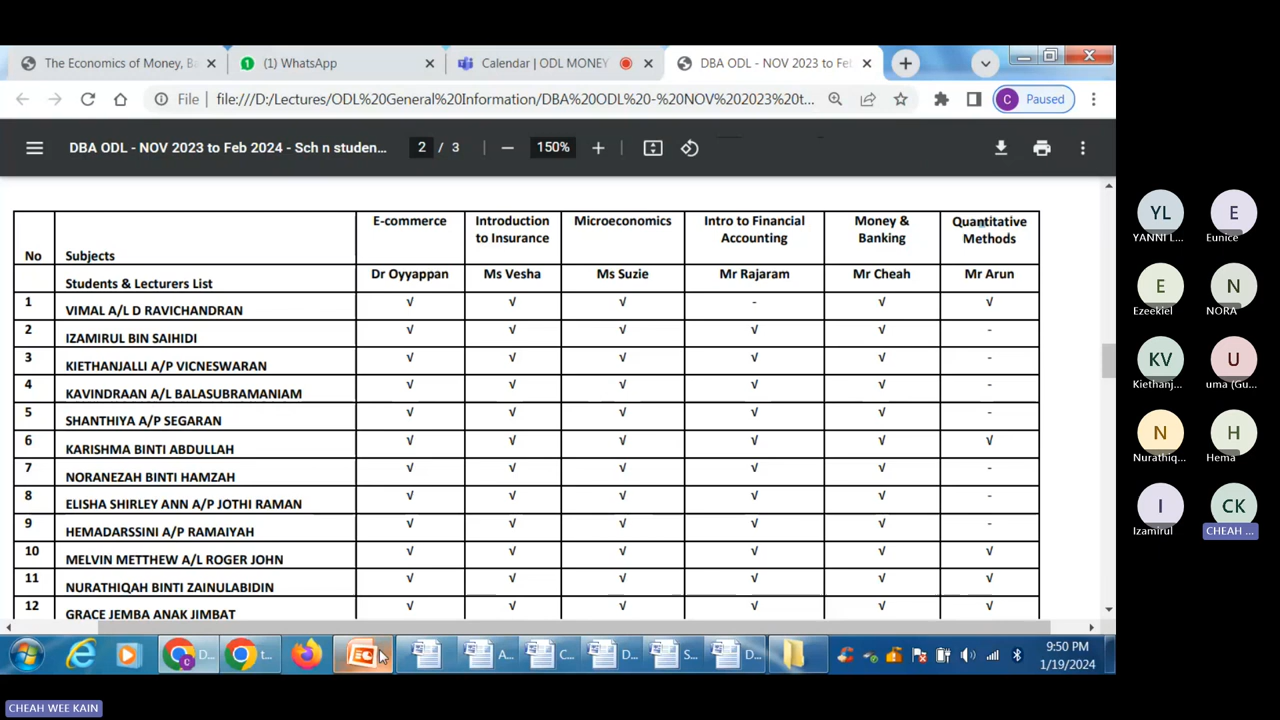 The Economics of Money, Ba
(1) WhatsApp
Calendar | ODL MONEY
DBA ODL - NOV 2023 to Feb
File | file:///D:/Lectures/ODL%20General%20Information/DBA%20ODL%20-%20NOV%202023%20t...
C Paused
DBA ODL - NOV 2023 to Feb 2024 - Sch n studen...
2 / 3
150%
No Subjects E-commerce Introduction to Insurance Microeconomics Intro to Financial Accounting Money & Banking Quantitative Methods
Students & Lecturers List Dr Oyyappan Ms Vesha Ms Suzie Mr Rajaram Mr Cheah Mr Arun
1 VIMAL A/L D RAVICHANDRAN √ √ √ - √ √
2 IZAMIRUL BIN SAIHIDI √ √ √ √ √ -
3 KIETHANJALLI A/P VICNESWARAN √ √ √ √ √ -
4 KAVINDRAAN A/L BALASUBRAMANIAM √ √ √ √ √ -
5 SHANTHIYA A/P SEGARAN √ √ √ √ √ -
6 KARISHMA BINTI ABDULLAH √ √ √ √ √ √
7 NORANEZAH BINTI HAMZAH √ √ √ √ √ -
8 ELISHA SHIRLEY ANN A/P JOTHI RAMAN √ √ √ √ √ -
9 HEMADARSSINI A/P RAMAIYAH √ √ √ √ √ -
10 MELVIN METTHEW A/L ROGER JOHN √ √ √ √ √ √
11 NURATHIQAH BINTI ZAINULABIDIN √ √ √ √ √ √
12 GRACE JEMBA ANAK JIMBAT √ √ √ √ √ √
D...
t...
A...
C...
D...
S...
D...
9:50 PM
1/19/2024
YL
YANNI L...
E
Eunice
E
Ezeekiel
N
NORA
KV
Kiethanj...
U
uma (Gu...
N
Nurathiq...
H
Hema
I
Izamirul
CK
CHEAH ...
CHEAH WEE KAIN